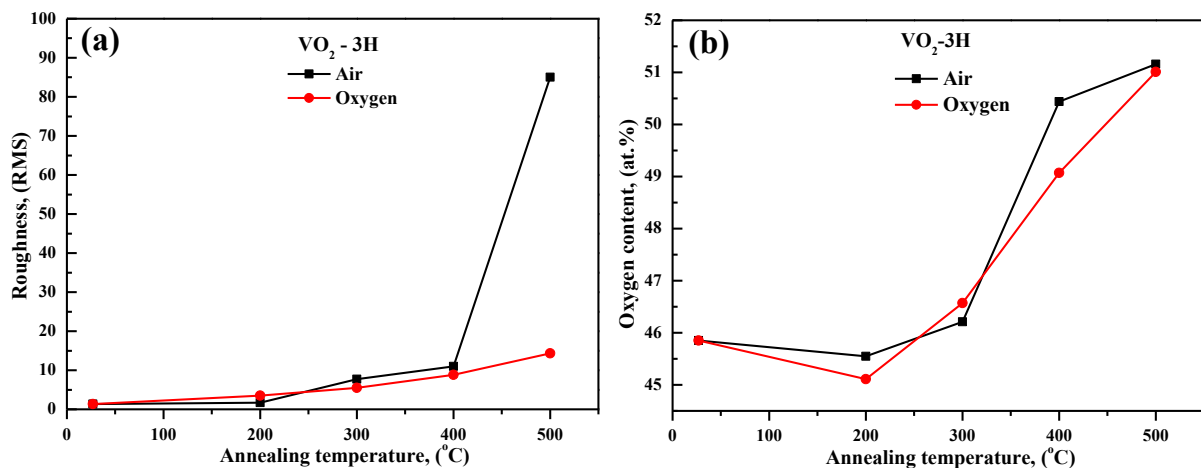 (a)
VO₂ - 3H
Air
Oxygen
100
90
80
70
60
50
40
30
20
10
0
Roughness, (RMS)
0
100
200
300
400
500
Annealing temperature, (°C)
(b)
VO₂-3H
Air
Oxygen
52
51
50
49
48
47
46
45
Oxygen content, (at.%)
0
100
200
300
400
500
Annealing temperature, (°C)